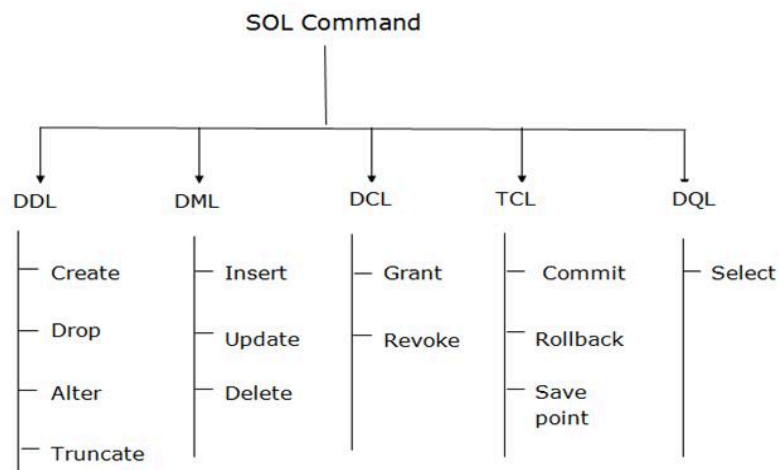 SOL Command
DDL DML DCL TCL DQL
Create Insert Grant Commit Select
Drop Update Revoke Rollback
Alter Delete Save
point
Truncate